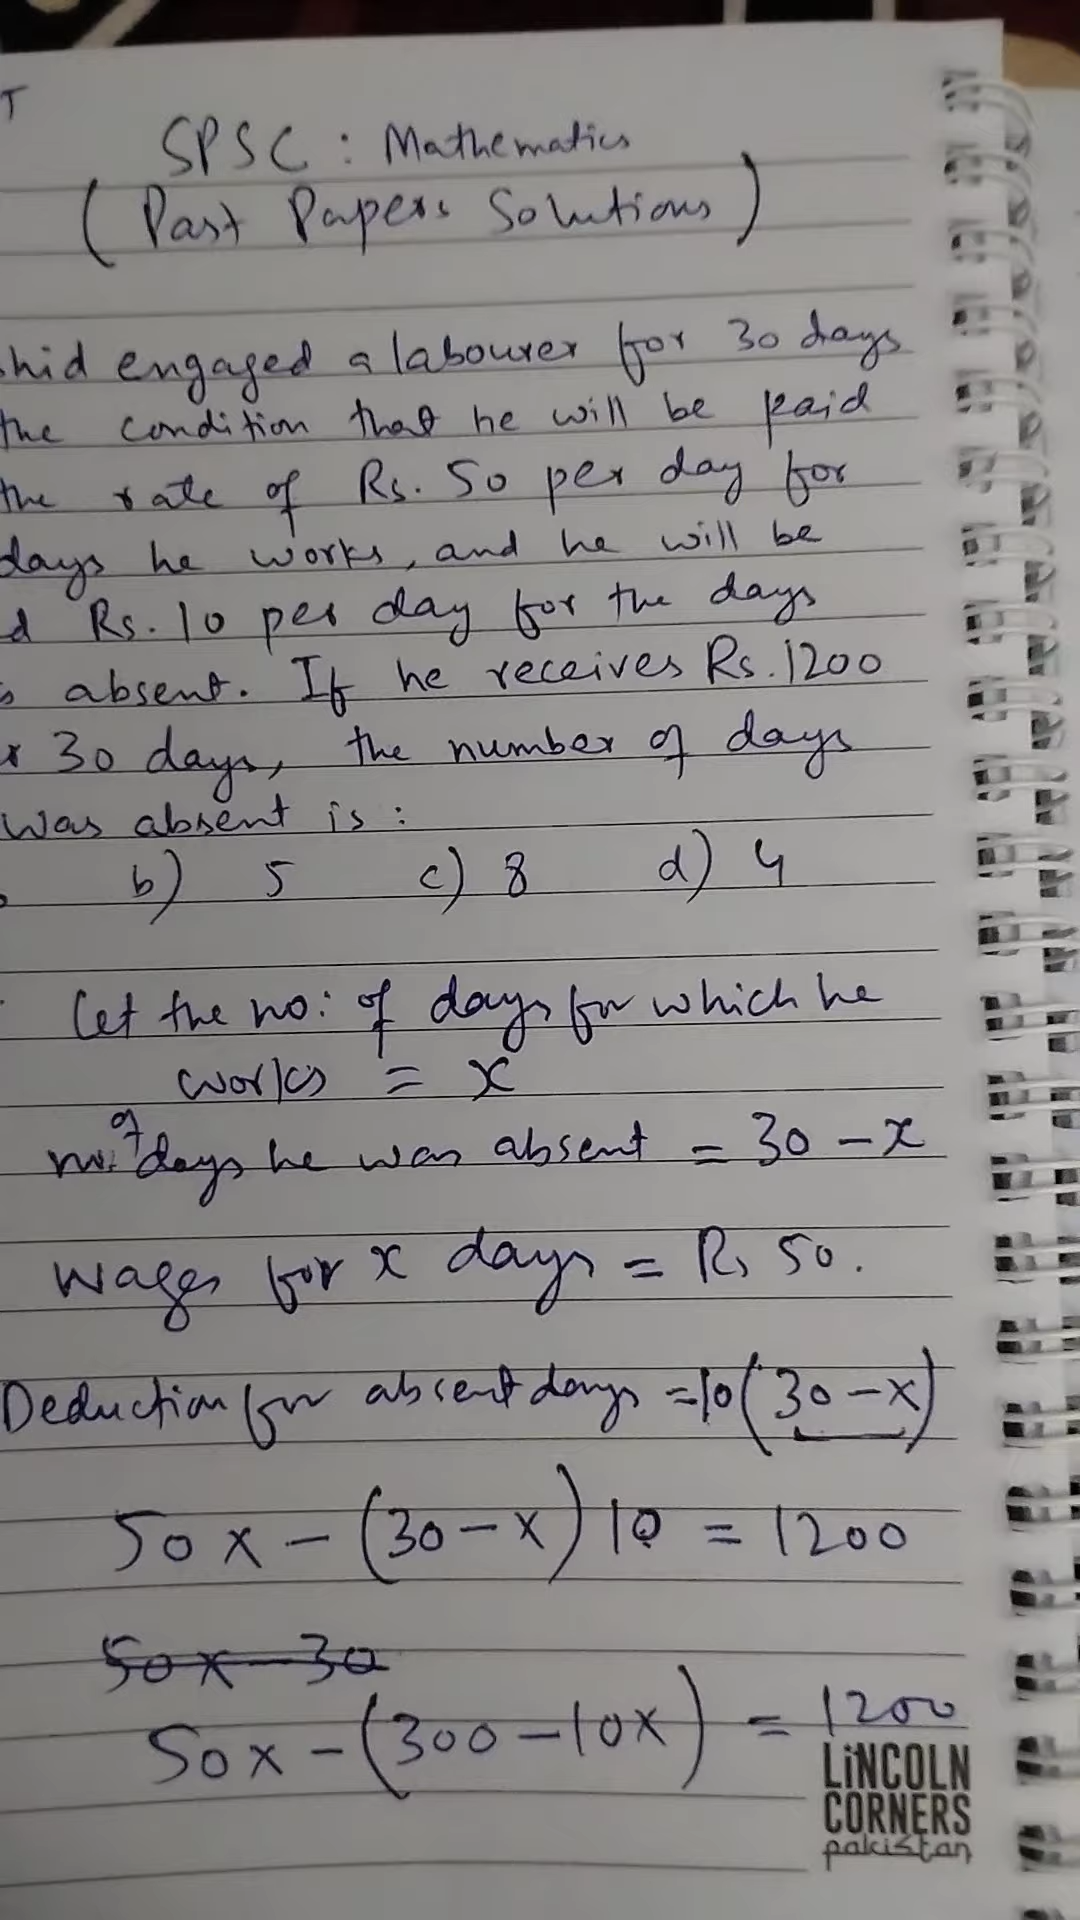 T
SPSC : Mathematics
(Past Papers Solutions)
hid engaged a labourer for 30 days
the condition that he will be paid
the rate of Rs. 50 per day for
days he works, and he will be
d Rs. 10 per day for the days
s absent. If he receives Rs. 1200
r 30 days, the number of days
was absent is :
b) 5 c) 8 d) 4
Let the no: of days for which he
works = x
no. of days he was absent = 30 - x
Wages for x days = Rs 50.
Deduction for absent days = 10(30-x)
50x - (30-x) 10 = 1200
50x - 30
50x - (300 - 10x) = 1200
LiNCOLN
CORNERS
pakistan